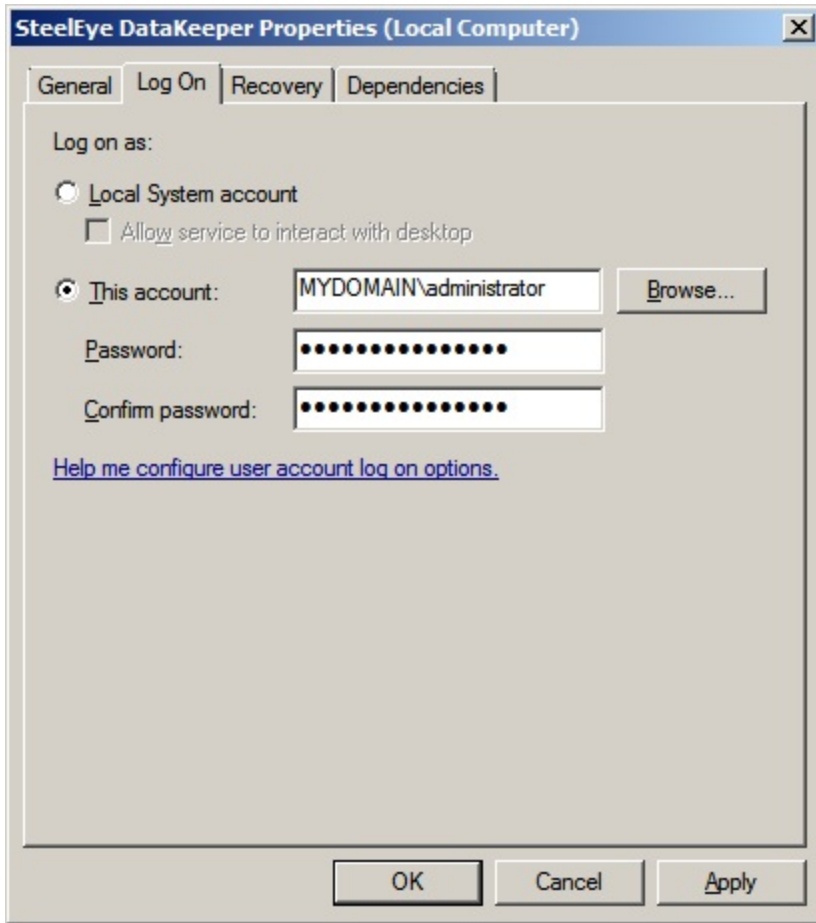 SteelEye DataKeeper Properties (Local Computer)
General Log On Recovery Dependencies
Log on as:
Local System account
Allow service to interact with desktop
This account: MYDOMAIN\administrator Browse...
Password: •••••••••••••••
Confirm password: •••••••••••••••
Help me configure user account log on options.
OK Cancel Apply